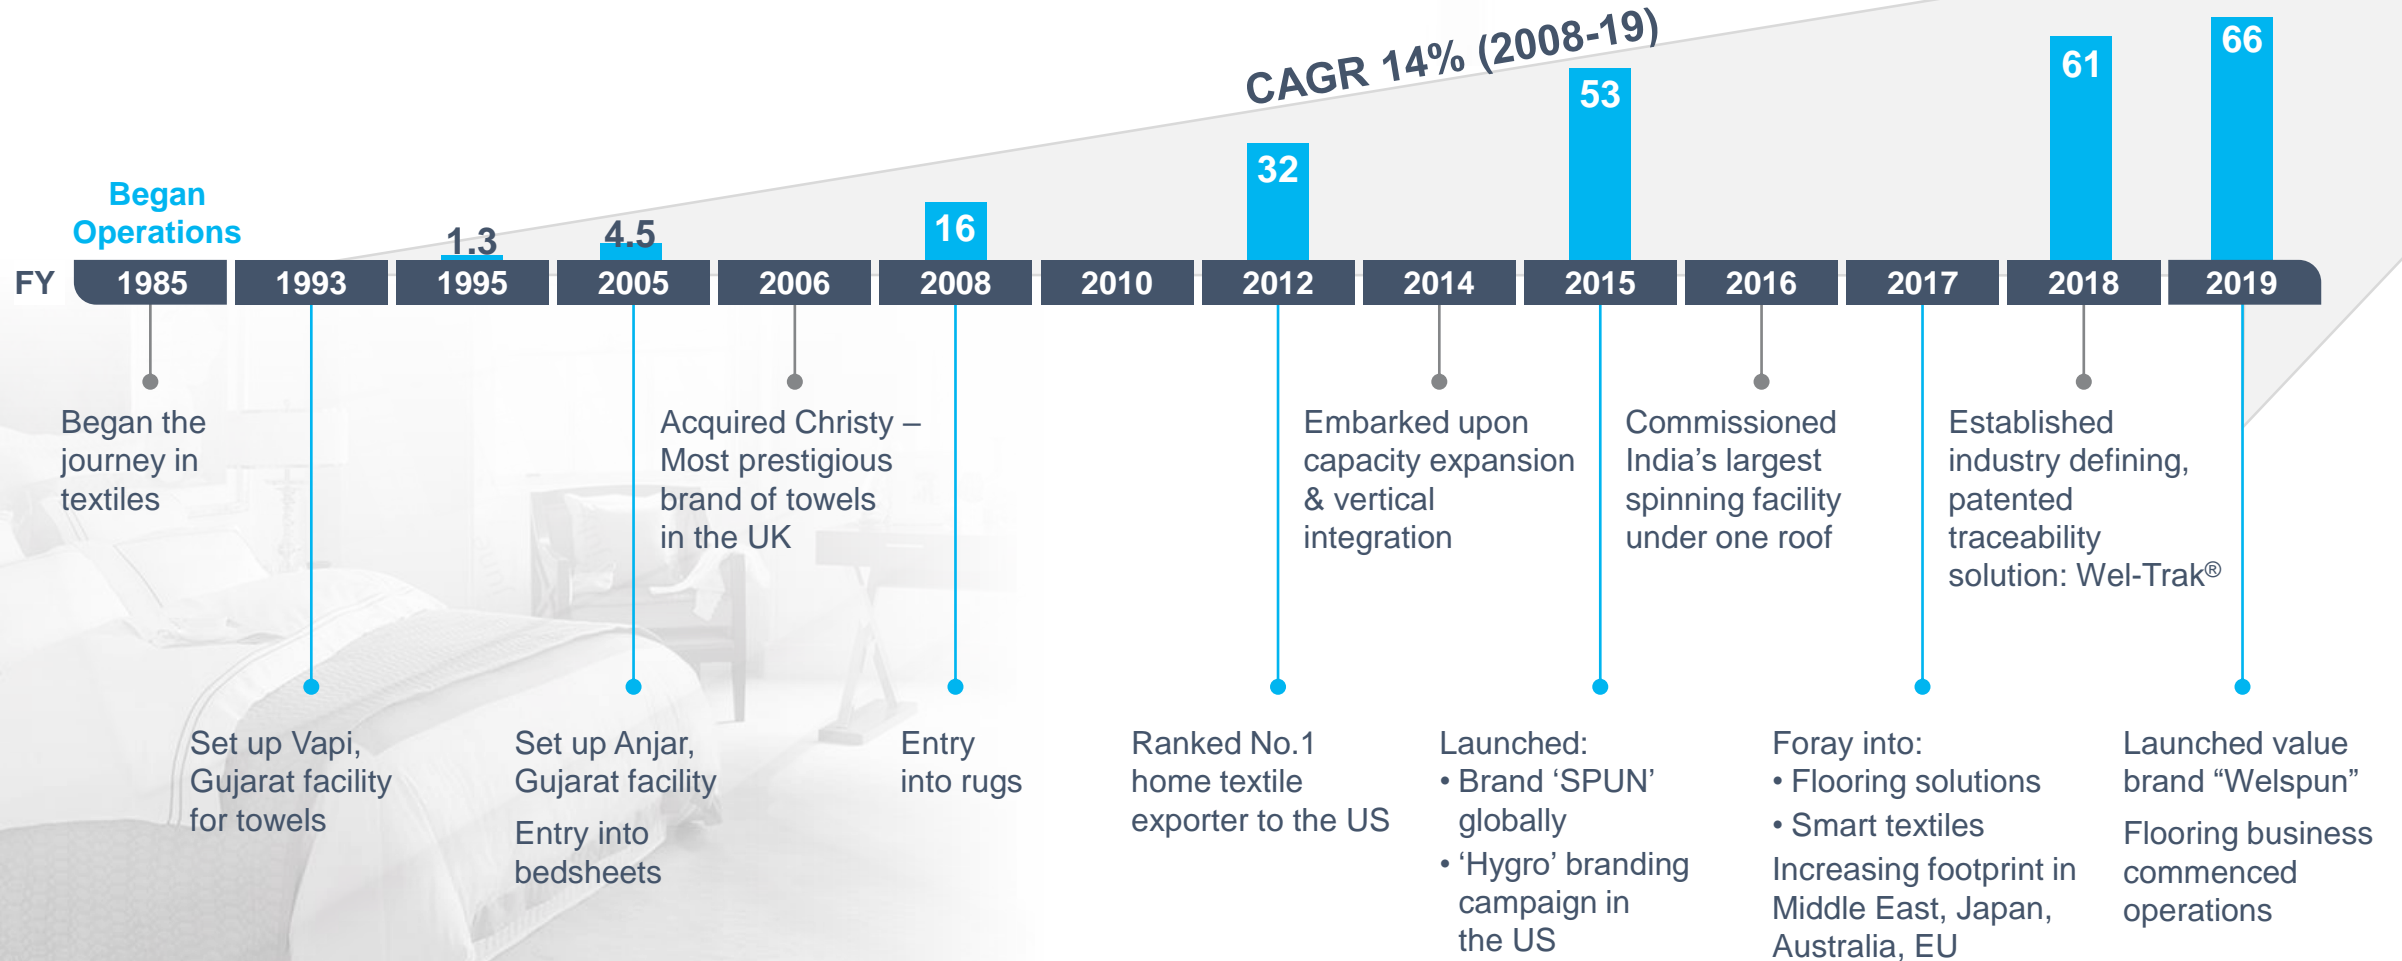 CAGR 14% (2008-19)
Began
Operations
1.3
4.5
16
32
53
61
66
FY
1985
1993
1995
2005
2006
2008
2010
2012
2014
2015
2016
2017
2018
2019
Began the
journey in
textiles
Acquired Christy –
Most prestigious
brand of towels
in the UK
Embarked upon
capacity expansion
& vertical
integration
Commissioned
India’s largest
spinning facility
under one roof
Established
industry defining,
patented
traceability
solution: Wel-Trak®
Set up Vapi,
Gujarat facility
for towels
Set up Anjar,
Gujarat facility
Entry into
bedsheets
Entry
into rugs
Ranked No.1
home textile
exporter to the US
Launched:
• Brand ‘SPUN’
globally
• ‘Hygro’ branding
campaign in
the US
Foray into:
• Flooring solutions
• Smart textiles
Increasing footprint in
Middle East, Japan,
Australia, EU
Launched value
brand “Welspun”
Flooring business
commenced
operations